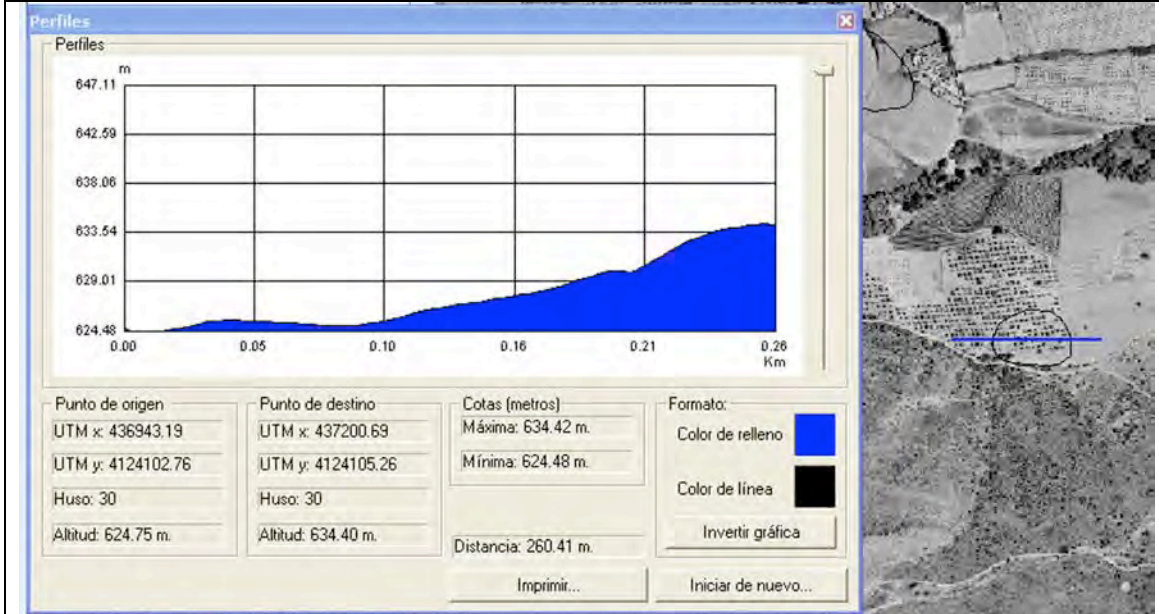 Perfiles
Perfiles
m
647.11
642.59
638.06
633.54
629.01
624.48
0.00 0.05 0.10 0.16 0.21 0.26
Km
Punto de origen
UTM x: 436943.19
UTM y: 4124102.76
Huso: 30
Altitud: 624.75 m.
Punto de destino
UTM x: 437200.69
UTM y: 4124105.26
Huso: 30
Altitud: 634.40 m.
Cotas (metros)
Máxima: 634.42 m.
Mínima: 624.48 m.
Distancia: 260.41 m.
Formato:
Color de relleno
Color de línea
Invertir gráfica
Imprimir...
Iniciar de nuevo...